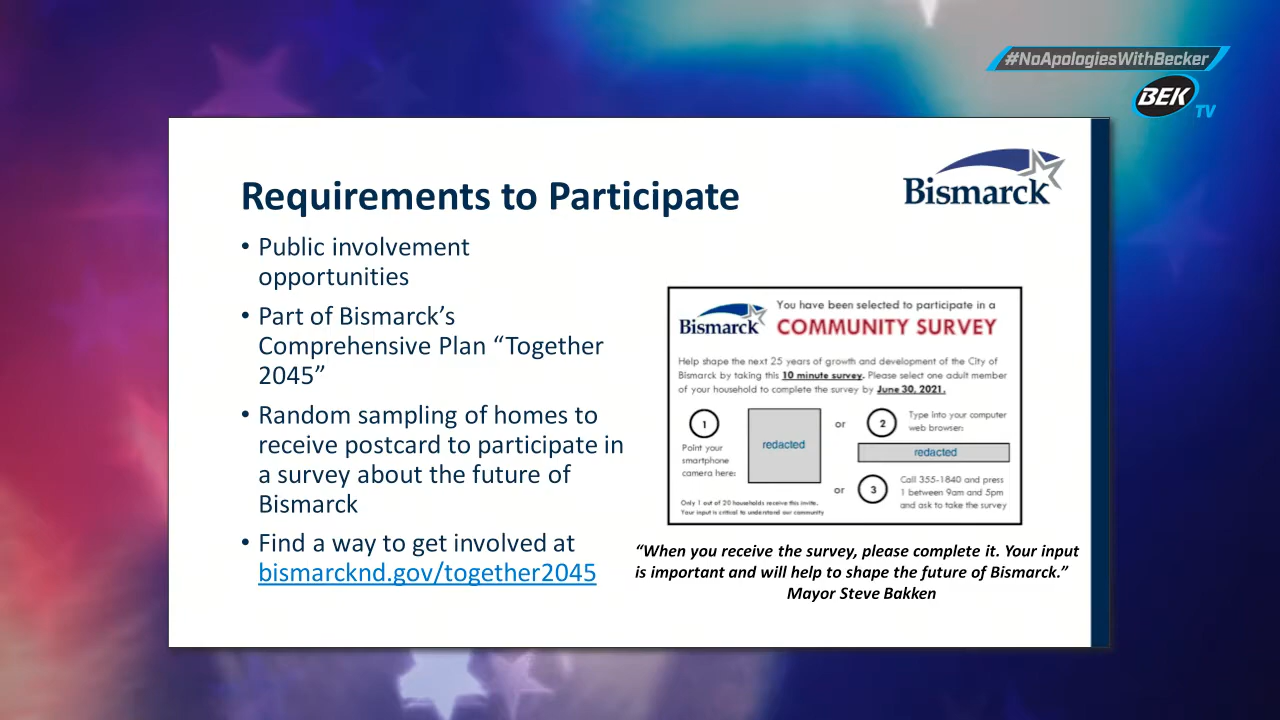 #NoApologiesWithBecker
BEK
TV
Bismarck
Requirements to Participate
• Public involvement
opportunities
• Part of Bismarck’s
Comprehensive Plan “Together
2045”
• Random sampling of homes to
receive postcard to participate in
a survey about the future of
Bismarck
• Find a way to get involved at
bismarcknd.gov/together2045
Bismarck
You have been selected to participate in a
COMMUNITY SURVEY
Help shape the next 25 years of growth and development of the City of
Bismarck by taking this 10 minute survey. Please select one adult member
of your household to complete the survey by June 30, 2021.
1
Point your
smartphone
camera here:
redacted
or
2
Type into your computer
web browser:
redacted
or
3
Call 355-1840 and press
1 between 9am and 5pm
and ask to take the survey
Only 1 out of 20 households receive this invite.
Your input is critical to understand our community
“When you receive the survey, please complete it. Your input
is important and will help to shape the future of Bismarck.”
Mayor Steve Bakken